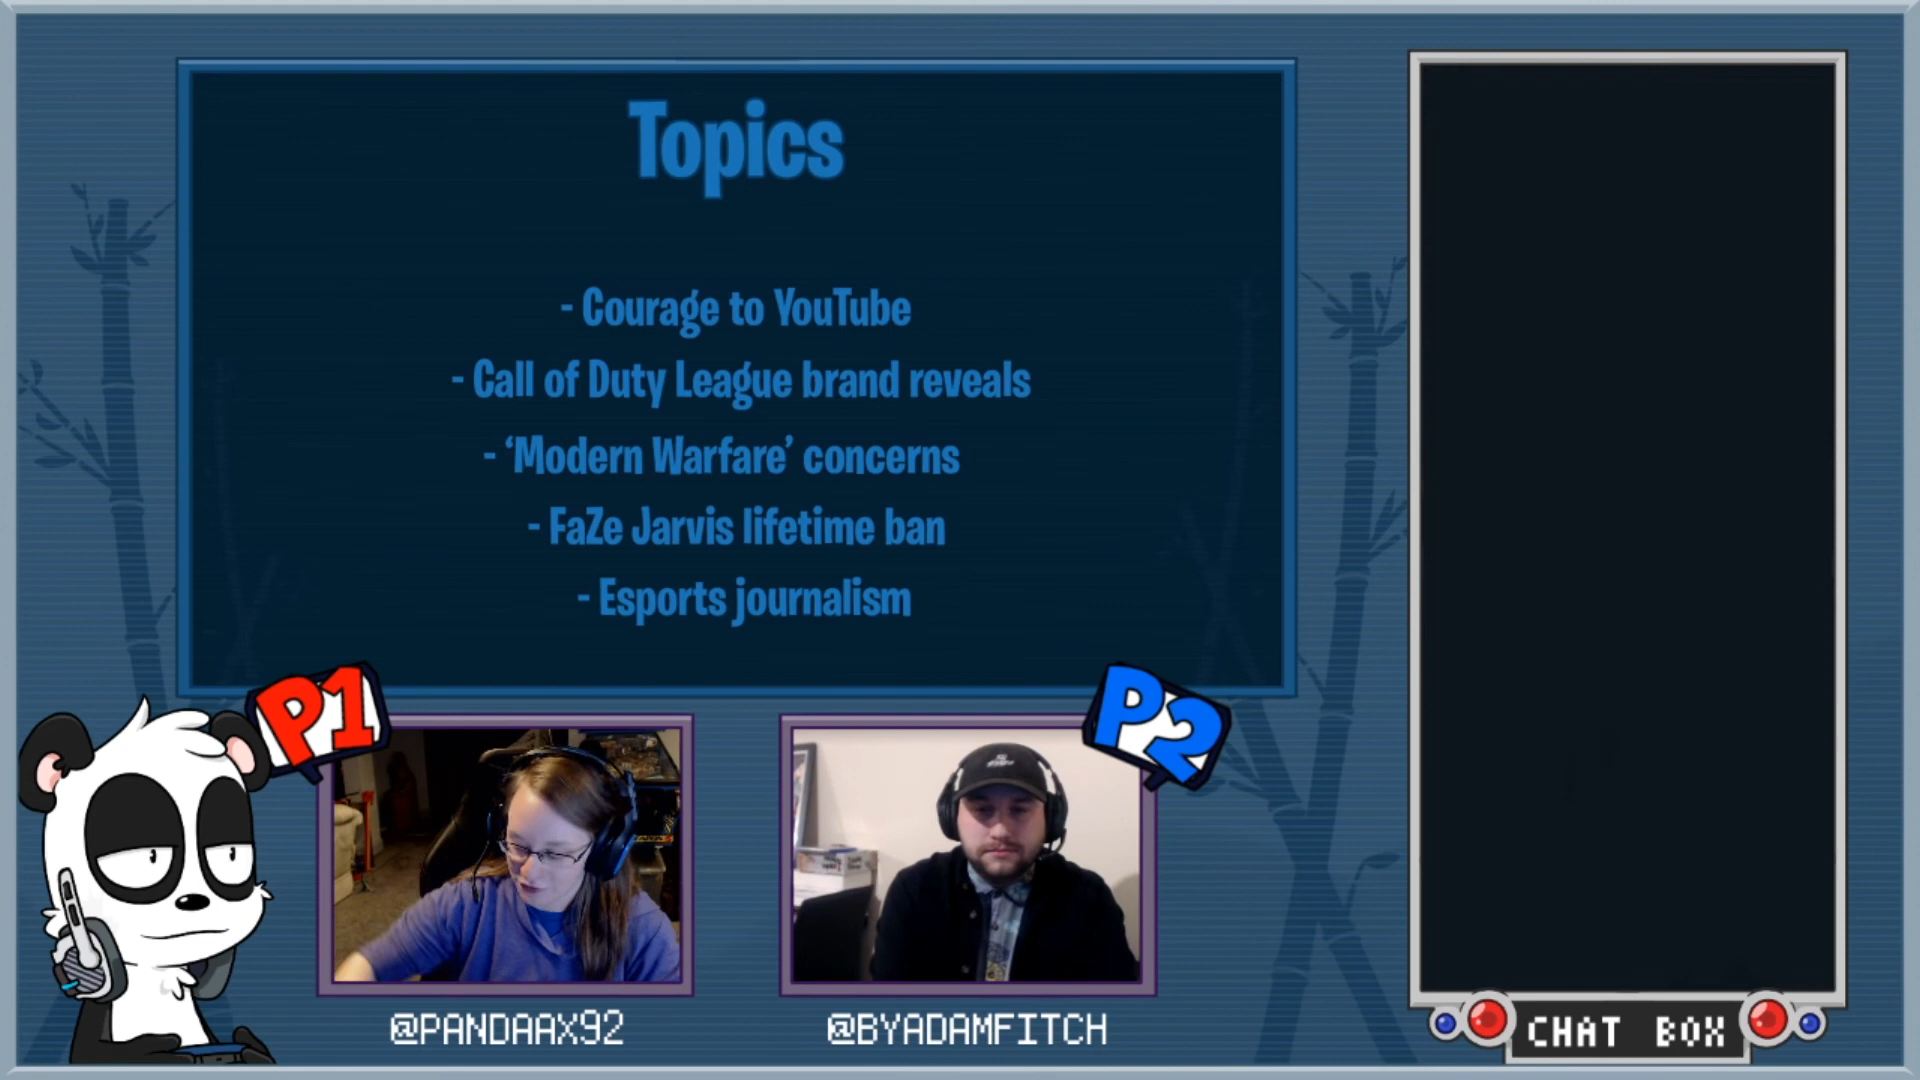 Topics
- Courage to YouTube
- Call of Duty League brand reveals
- ‘Modern Warfare’ concerns
- FaZe Jarvis lifetime ban
- Esports journalism
P1
P2
@PANDAAX92
@BYADAMFITCH
CHAT BOX